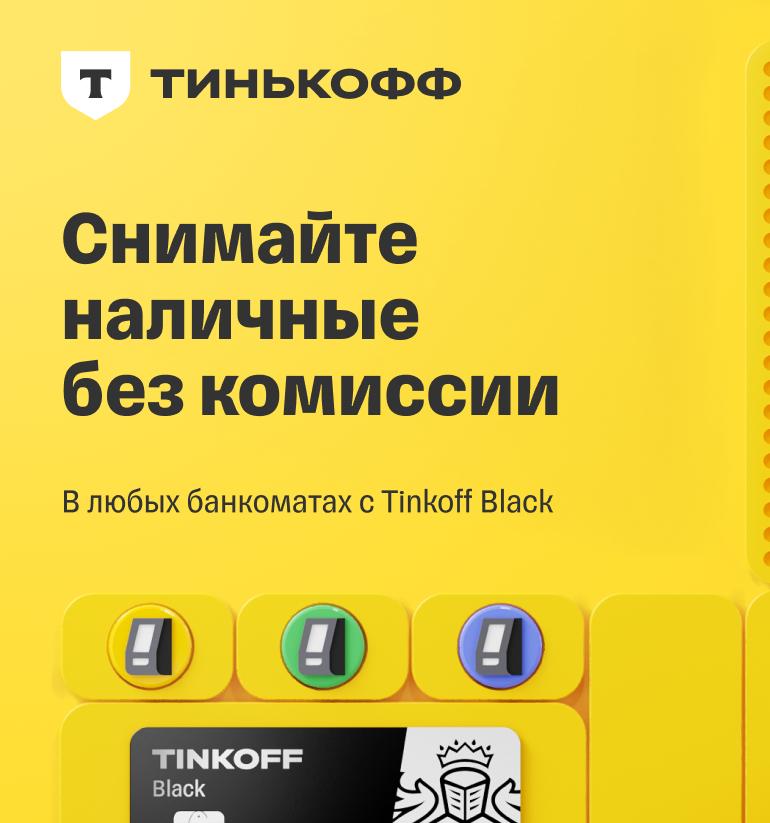 Т ТИНЬКОФФ
Снимайте
наличные
без комиссии
В любых банкоматах с Tinkoff Black
TINKOFF
Black